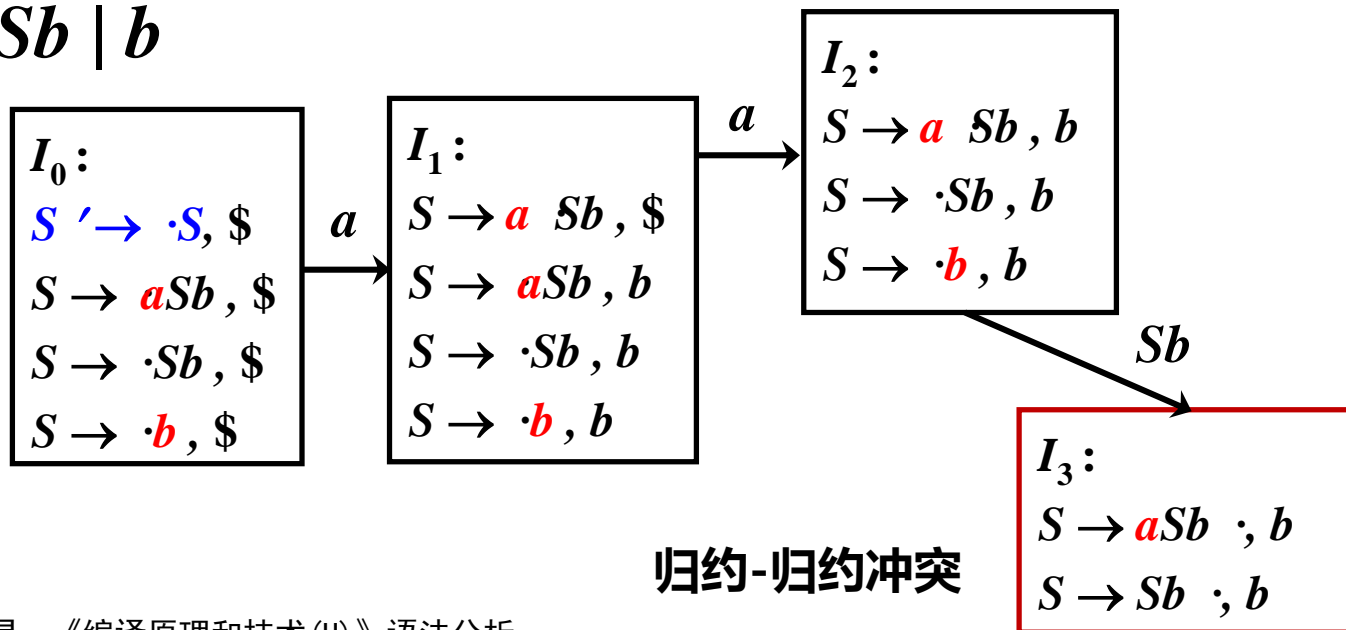 Sb | b
I₀ :
S ′→ ·S, $
S → ·aSb , $
S → ·Sb , $
S → ·b , $
a
I₁ :
S → a ·Sb , $
S → ·aSb , b
S → ·Sb , b
S → ·b , b
a
I₂ :
S → a ·Sb , b
S → ·Sb , b
S → ·b , b
Sb
I₃ :
S → aSb ·, b
S → Sb ·, b
归约-归约冲突
《编译原理和技术(H)》语法分析